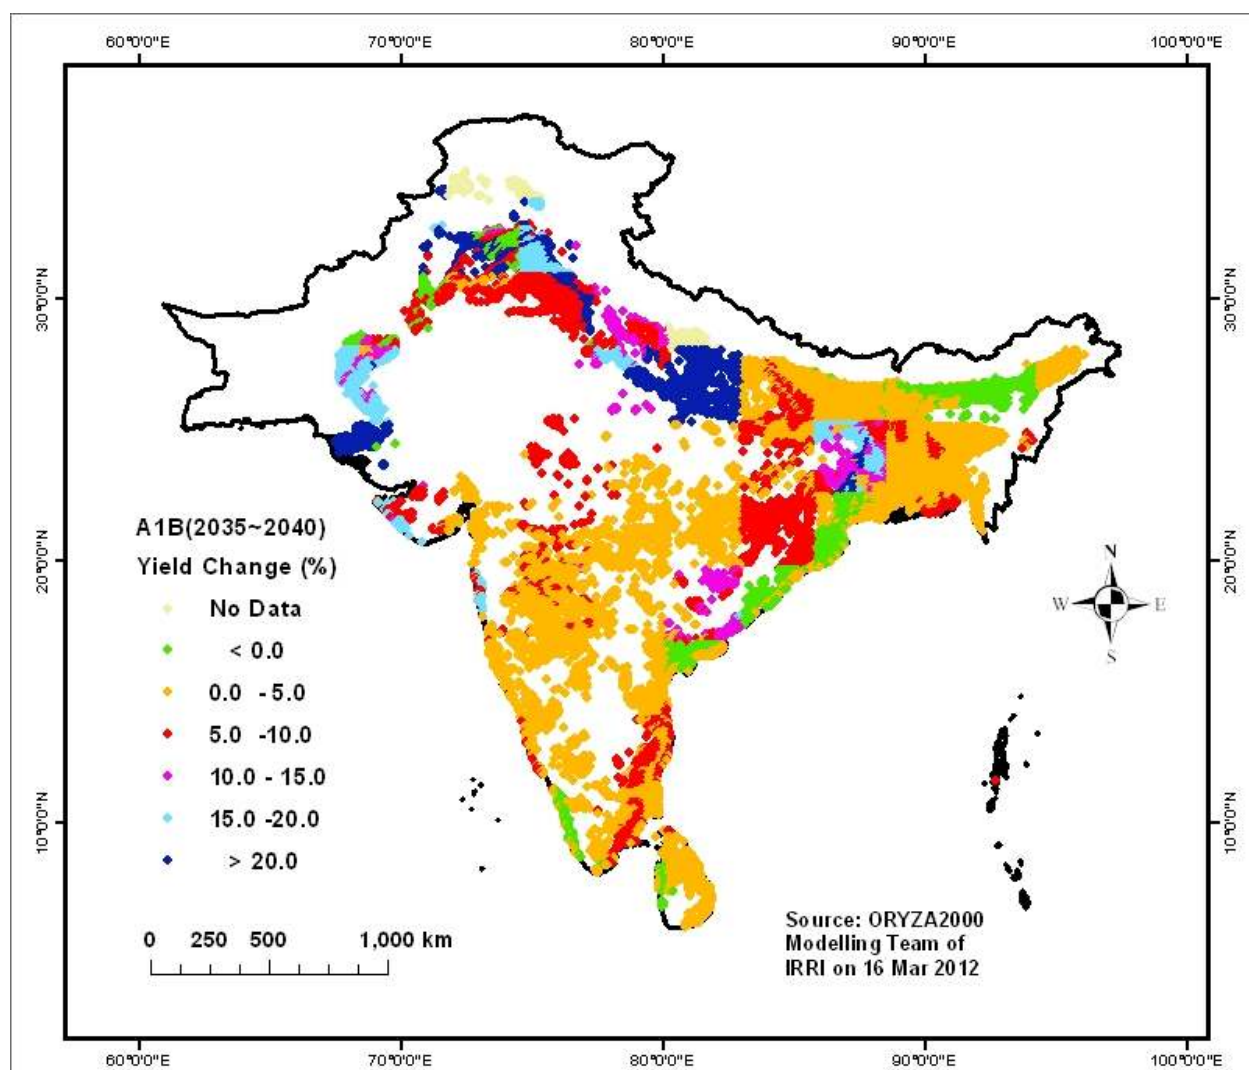 60°0'0"E 70°0'0"E 80°0'0"E 90°0'0"E 100°0'0"E
30°0'0"N 30°0'0"N
A1B(2035~2040)
Yield Change (%)
20°0'0"N 20°0'0"N
No Data
< 0.0
0.0 - 5.0
5.0 -10.0
10.0 - 15.0
15.0 -20.0
> 20.0
N
W E
S
10°0'0"N 10°0'0"N
0 250 500 1,000 km
Source: ORYZA2000
Modelling Team of
IRRI on 16 Mar 2012
60°0'0"E 70°0'0"E 80°0'0"E 90°0'0"E 100°0'0"E